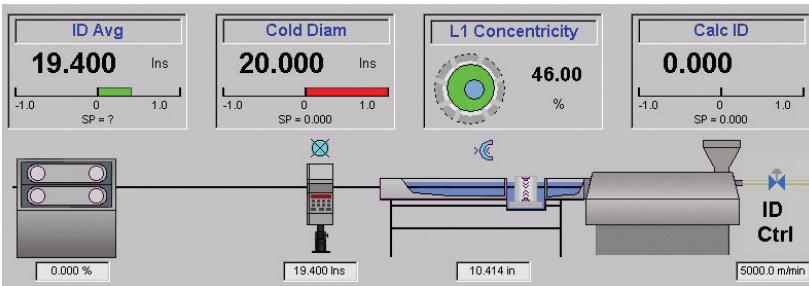 ID Avg
19.400 Ins
-1.0 0 1.0
SP = ?
Cold Diam
20.000 Ins
-1.0 0 1.0
SP = 0.000
L1 Concentricity
46.00
%
Calc ID
0.000
-1.0 0 1.0
SP = 0.000
ID
Ctrl
0.000 %
19.400 Ins
10.414 in
5000.0 m/min